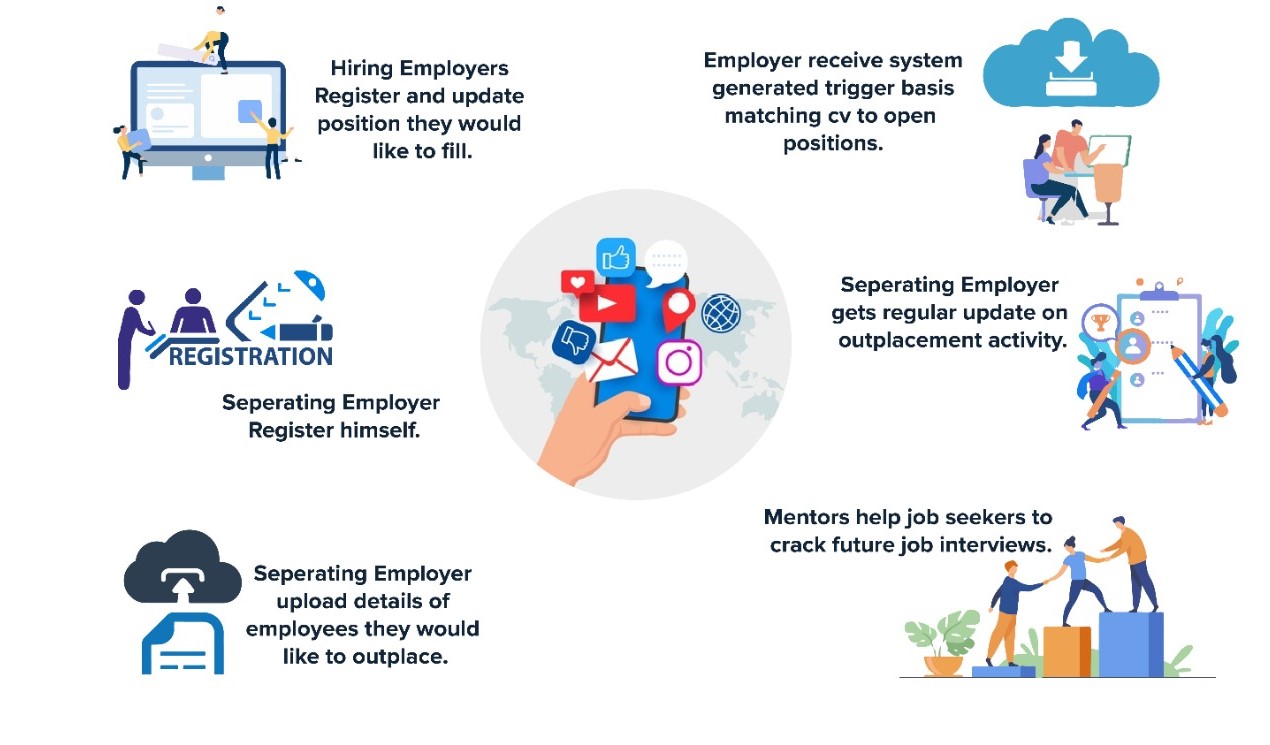 Hiring Employers
Register and update
position they would
like to fill.
Employer receive system
generated trigger basis
matching cv to open
positions.
REGISTRATION
Seperating Employer
Register himself.
Seperating Employer
gets regular update on
outplacement activity.
Seperating Employer
upload details of
employees they would
like to outplace.
Mentors help job seekers to
crack future job interviews.